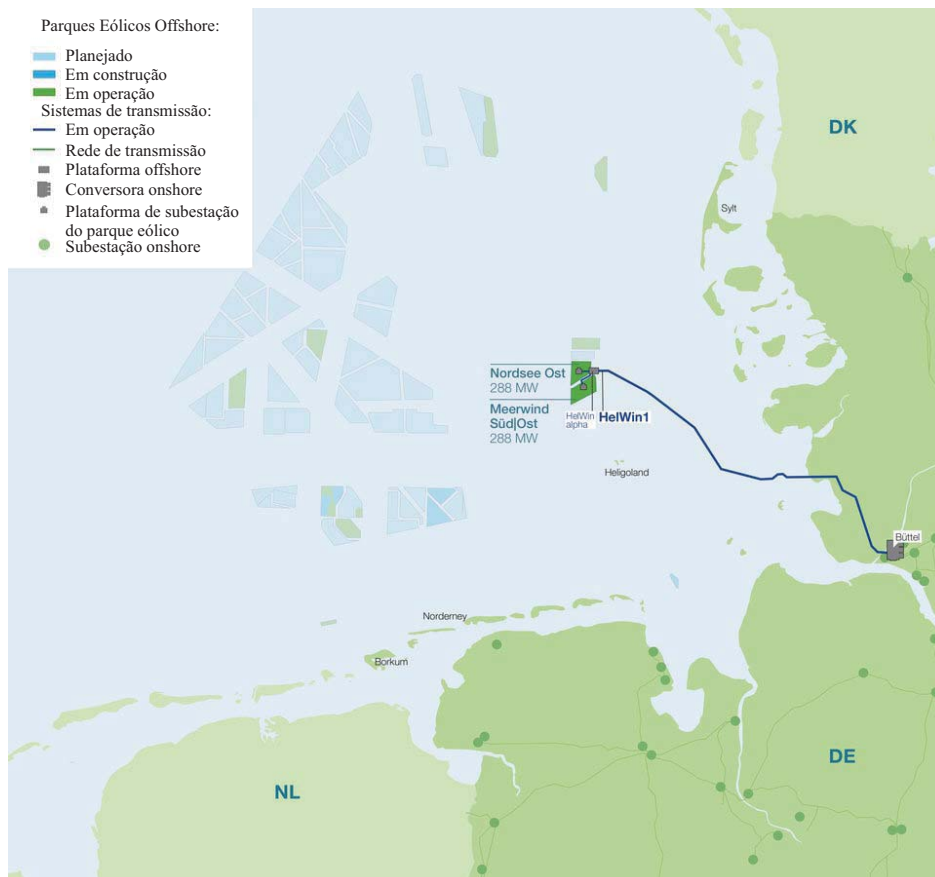 Parques Eólicos Offshore:
Planejado
Em construção
Em operação
Sistemas de transmissão:
Em operação
Rede de transmissão
Plataforma offshore
Conversora onshore
Plataforma de subestação
do parque eólico
Subestação onshore
DK
Sylt
Nordsee Ost
288 MW
Meerwind
Süd|Ost
288 MW
HelWin
alpha
HelWin1
Heligoland
Büttel
Norderney
Borkum
NL
DE